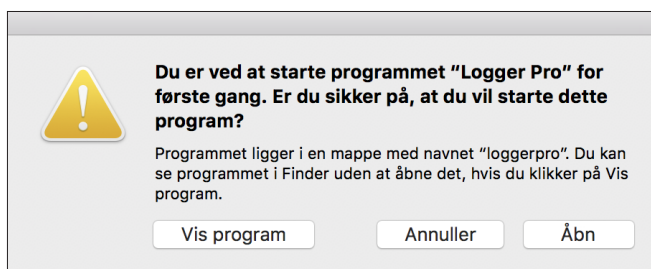 Du er ved at starte programmet “Logger Pro” for
første gang. Er du sikker på, at du vil starte dette
program?
Programmet ligger i en mappe med navnet “loggerpro”. Du kan
se programmet i Finder uden at åbne det, hvis du klikker på Vis
program.
Vis program
Annuller
Åbn